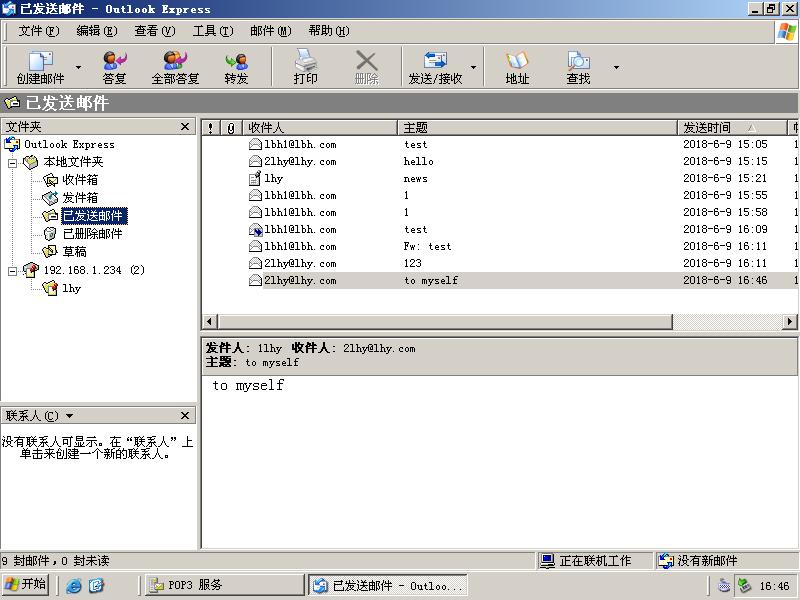 已发送邮件 - Outlook Express
文件(F) 编辑(E) 查看(V) 工具(T) 邮件(M) 帮助(H)
创建邮件 答复 全部答复 转发 打印 删除 发送/接收 地址 查找
已发送邮件
文件夹
Outlook Express
本地文件夹
收件箱
发件箱
已发送邮件
已删除邮件
草稿
192.168.1.234 (2)
lhy
! 收件人 主题 发送时间
lbh1@lbh.com test 2018-6-9 15:05
2lhy@lhy.com hello 2018-6-9 15:15
lhy news 2018-6-9 15:21
lbh1@lbh.com 1 2018-6-9 15:55
lbh1@lbh.com 1 2018-6-9 15:58
lbh1@lbh.com test 2018-6-9 16:09
lbh1@lbh.com Fw: test 2018-6-9 16:11
2lhy@lhy.com 123 2018-6-9 16:11
2lhy@lhy.com to myself 2018-6-9 16:46
发件人: 1lhy 收件人: 2lhy@lhy.com
主题: to myself
to myself
联系人(C)
没有联系人可显示。在“联系人”上
单击来创建一个新的联系人。
9 封邮件，0 封未读 正在联机工作 没有新邮件
开始 POP3 服务 已发送邮件 - Outloo... 16:46